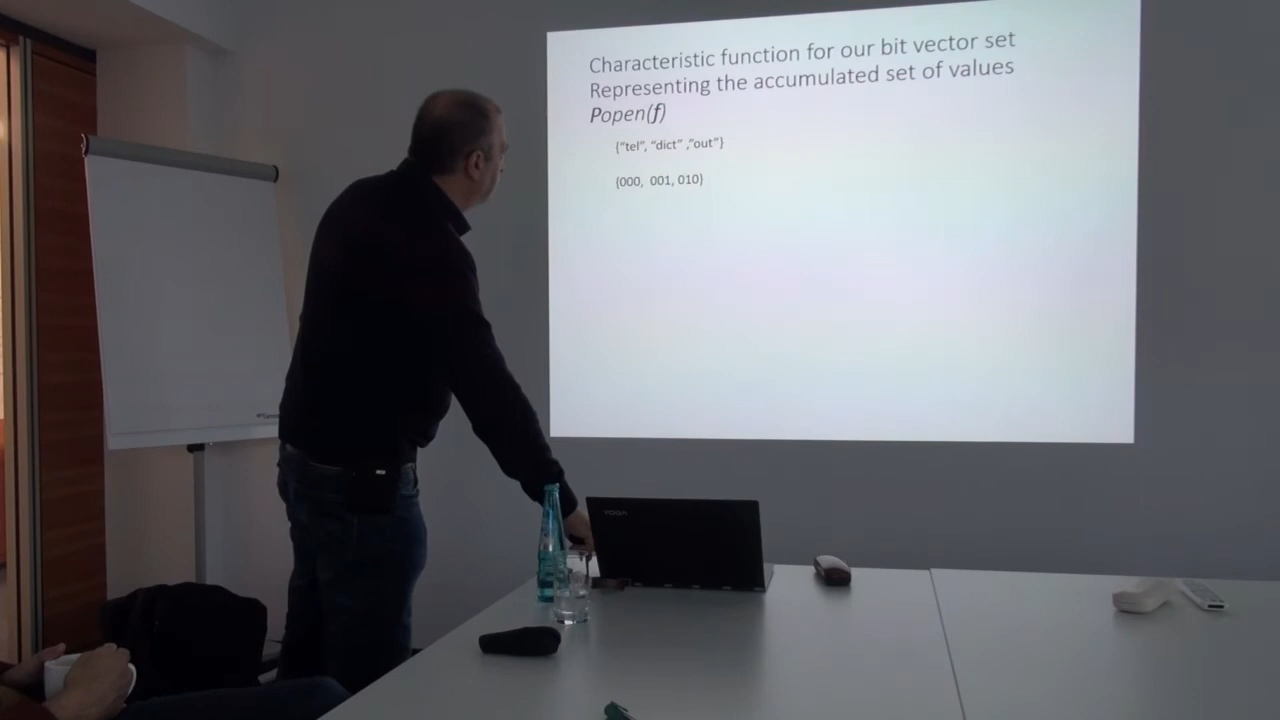 Characteristic function for our bit vector set
Representing the accumulated set of values
Popen(f)
{“tel”, “dict” ,”out”}
{000, 001, 010}
YOGA